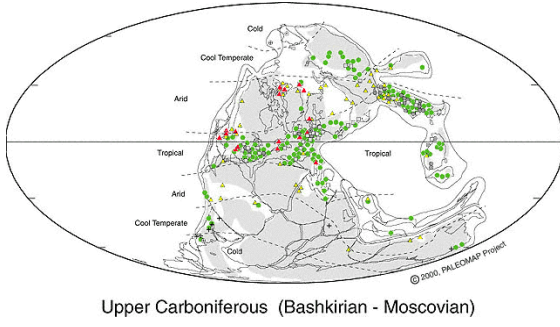 Cold
Cool Temperate
Arid
Tropical
Tropical
Arid
Cool Temperate
Cold
© 2000, PALEOMAP Project
Upper Carboniferous (Bashkirian - Moscovian)